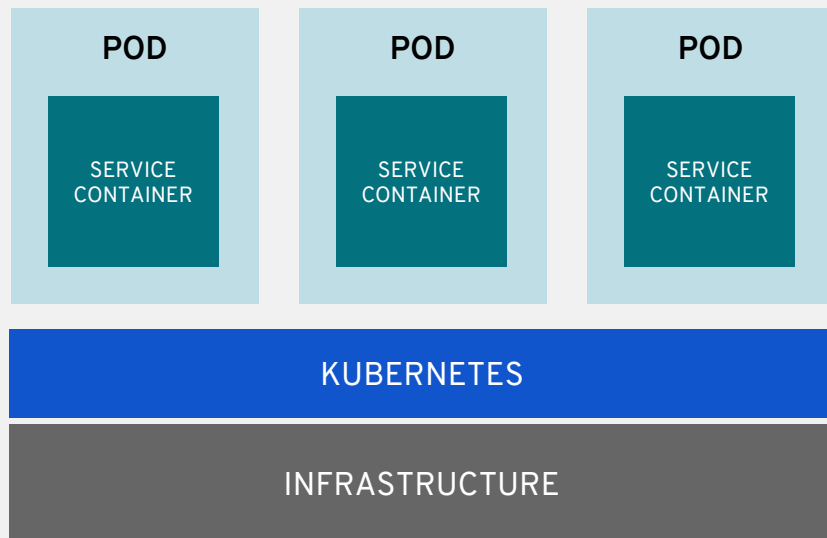 POD
SERVICE
CONTAINER
POD
SERVICE
CONTAINER
POD
SERVICE
CONTAINER
KUBERNETES
INFRASTRUCTURE